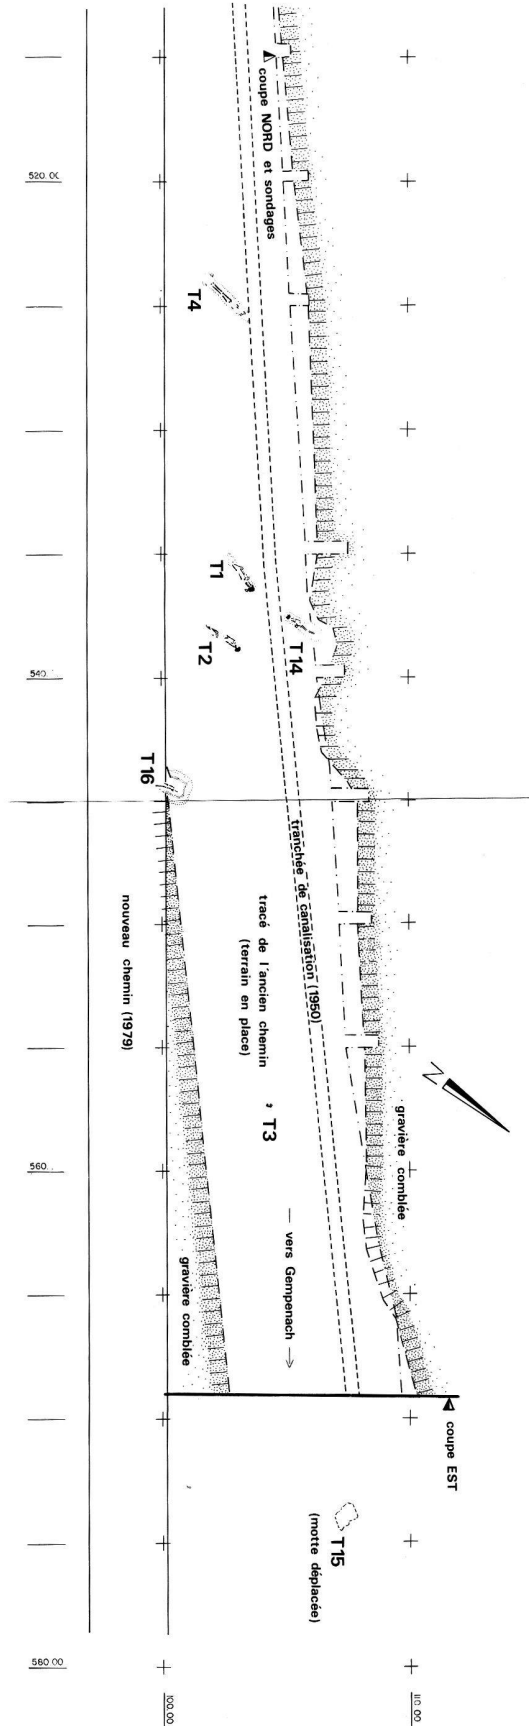 coupe NORD et sondages
520.00
T4
T1
T2
T14
540.
T16
tranchée de canalisation (1950)
tracé de l'ancien chemin
(terrain en place)
nouveau chemin (1979)
N
T3
gravière comblée
560.
vers Gempenach
gravière comblée
coupe EST
T15
(motte déplacée)
580.00
100.00
110.00